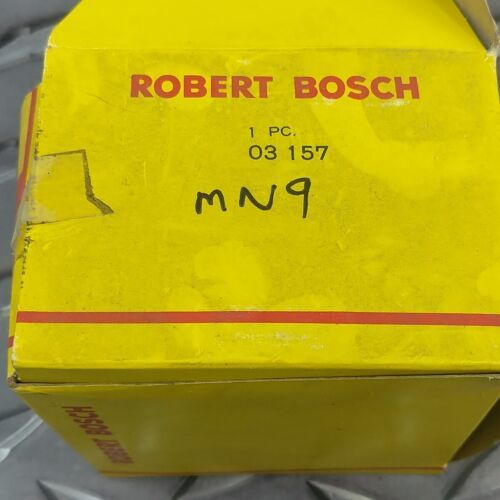 ROBERT BOSCH
1 PC.
03 157
MN9
ROBERT BOSCH